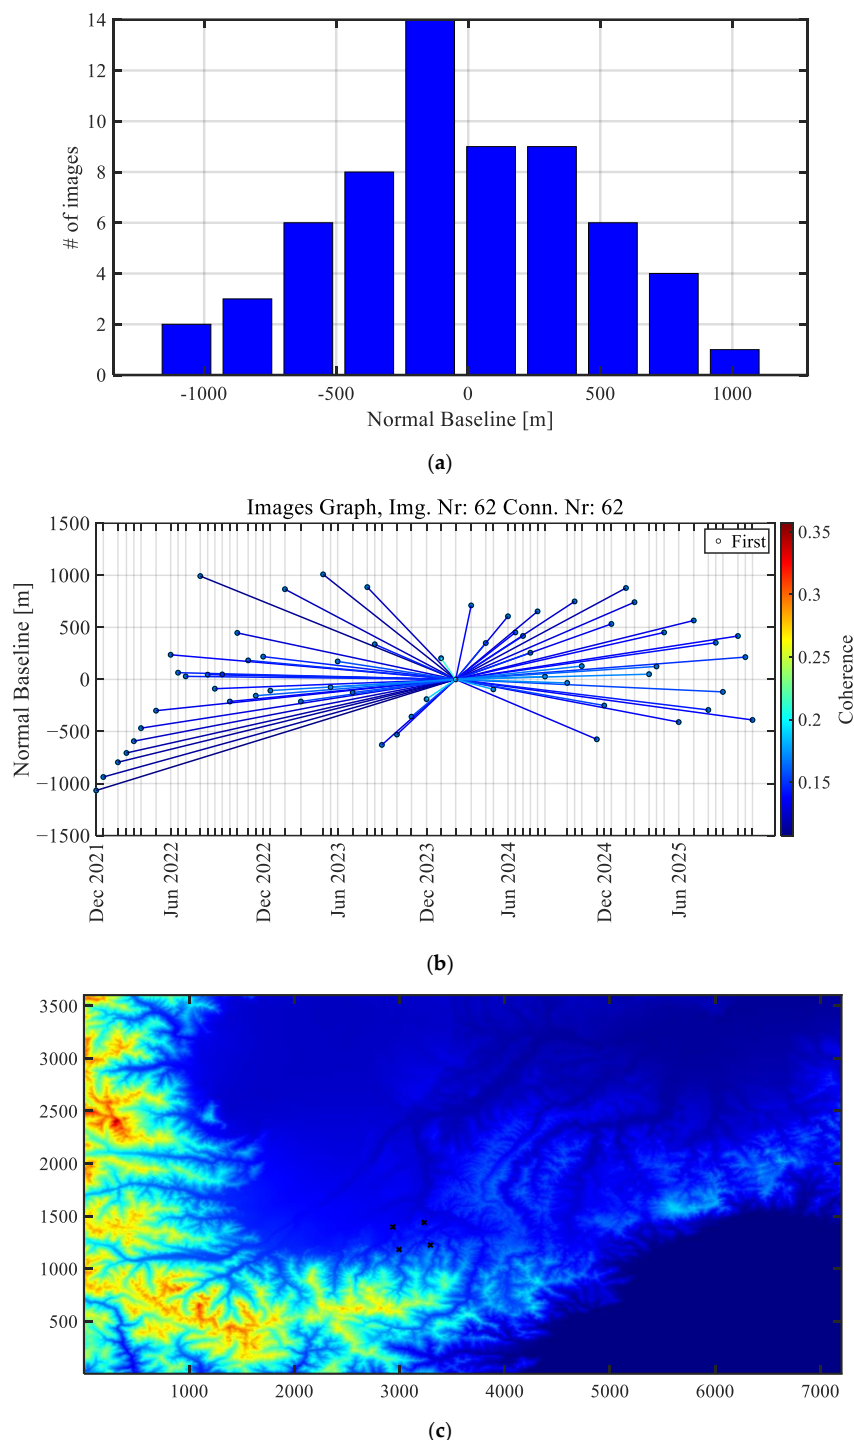 14
12
10
8
6
4
2
0
# of images
-1000 -500 0 500 1000
Normal Baseline [m]
(a)
Images Graph, Img. Nr: 62 Conn. Nr: 62
1500
1000
500
0
−500
−1000
−1500
Normal Baseline [m]
First
0.35
0.3
0.25
0.2
0.15
Coherence
Dec 2021
Jun 2022
Dec 2022
Jun 2023
Dec 2023
Jun 2024
Dec 2024
Jun 2025
(b)
3500
3000
2500
2000
1500
1000
500
1000 2000 3000 4000 5000 6000 7000
(c)